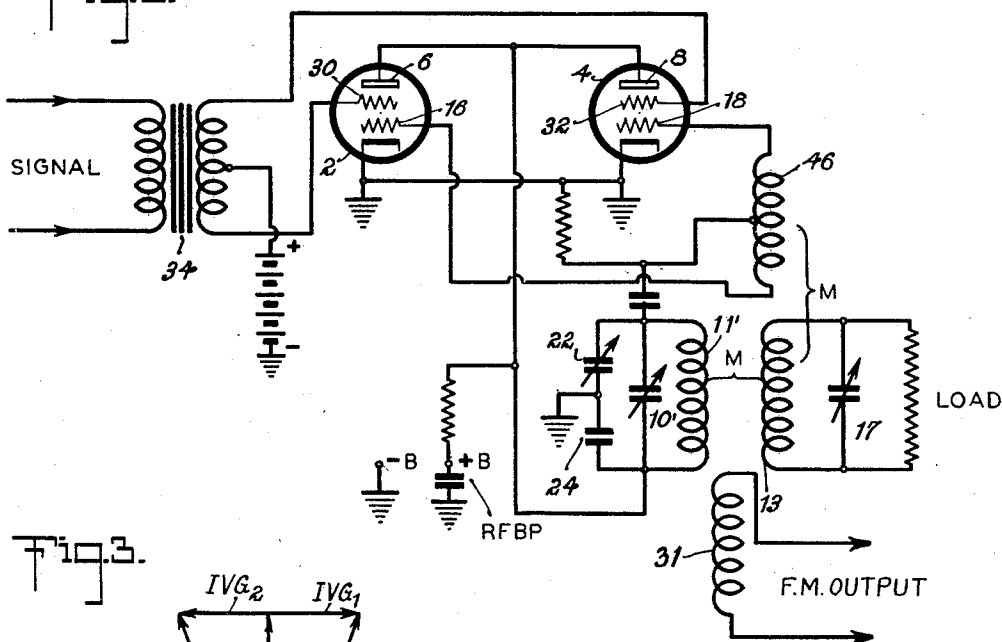 30
6
16
2
4
8
32
18
46
SIGNAL
34
+
-
M
22
11'
M
10'
17
LOAD
24
13
-B
+B
RFBP
31
F.M. OUTPUT
Fig.3.
IVG2
IVG1